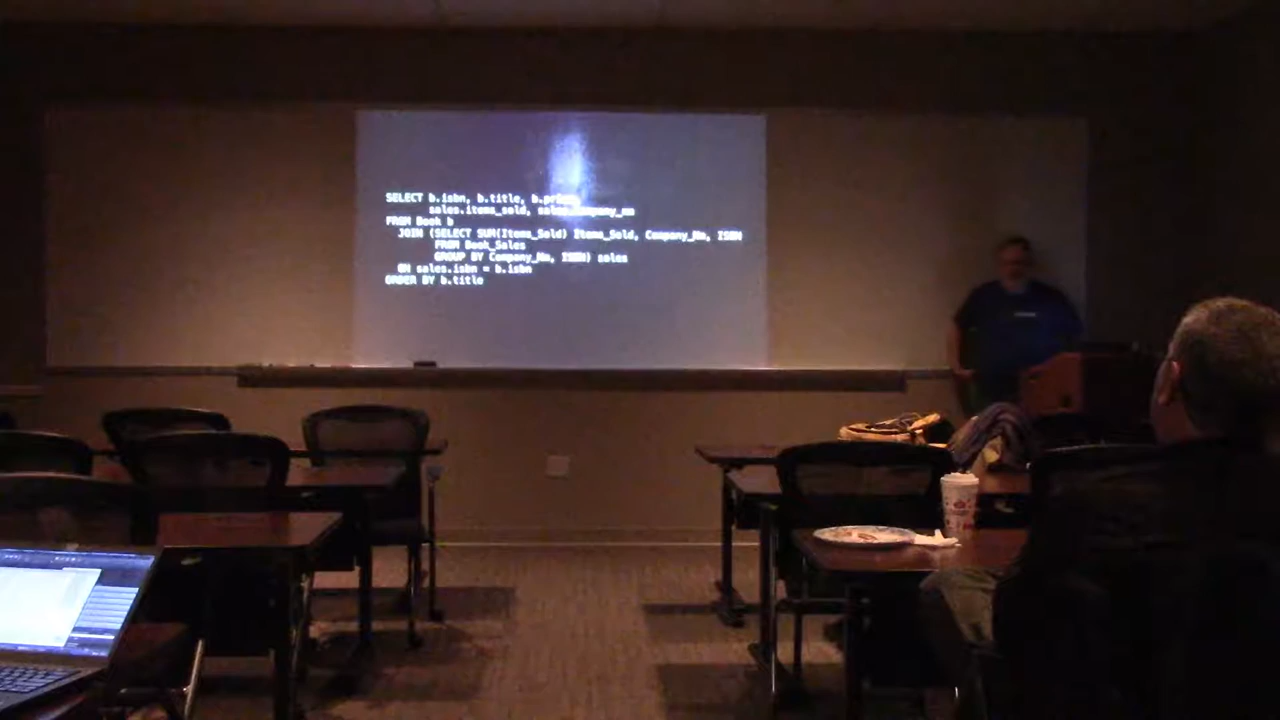 SELECT b.isbn, b.title, b.price,
sales.items_sold, sales.company_nm
FROM Book b
JOIN (SELECT SUM(Items_Sold) Items_Sold, Company_Nm, ISBN
FROM Book_Sales
GROUP BY Company_Nm, ISBN) sales
ON sales.isbn = b.isbn
ORDER BY b.title